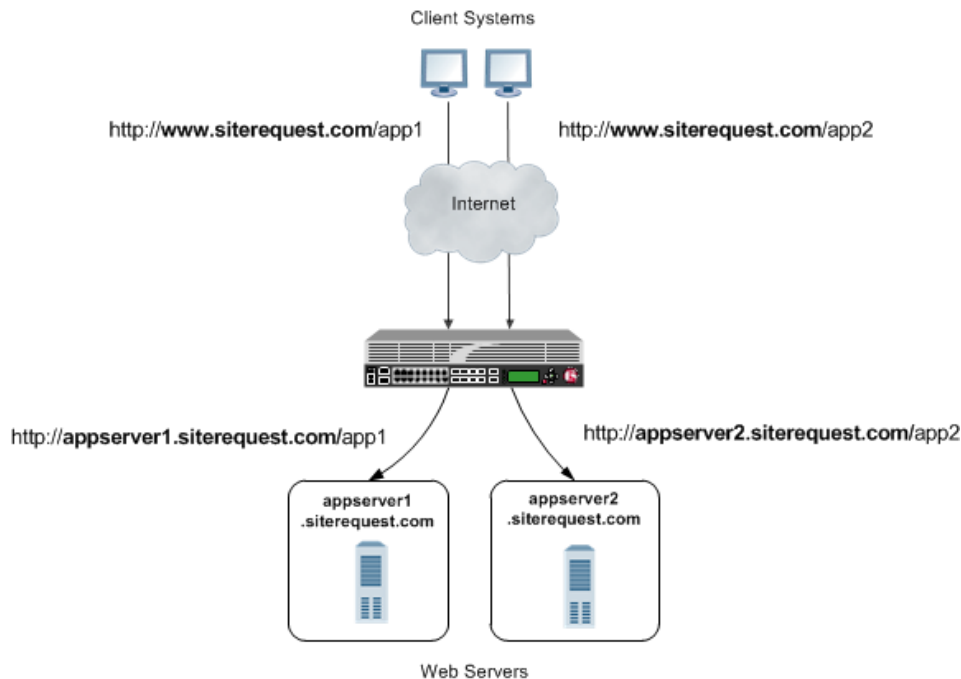 Client Systems
http://www.siterequest.com/app1
http://www.siterequest.com/app2
Internet
http://appserver1.siterequest.com/app1
http://appserver2.siterequest.com/app2
appserver1
.siterequest.com
appserver2
.siterequest.com
Web Servers